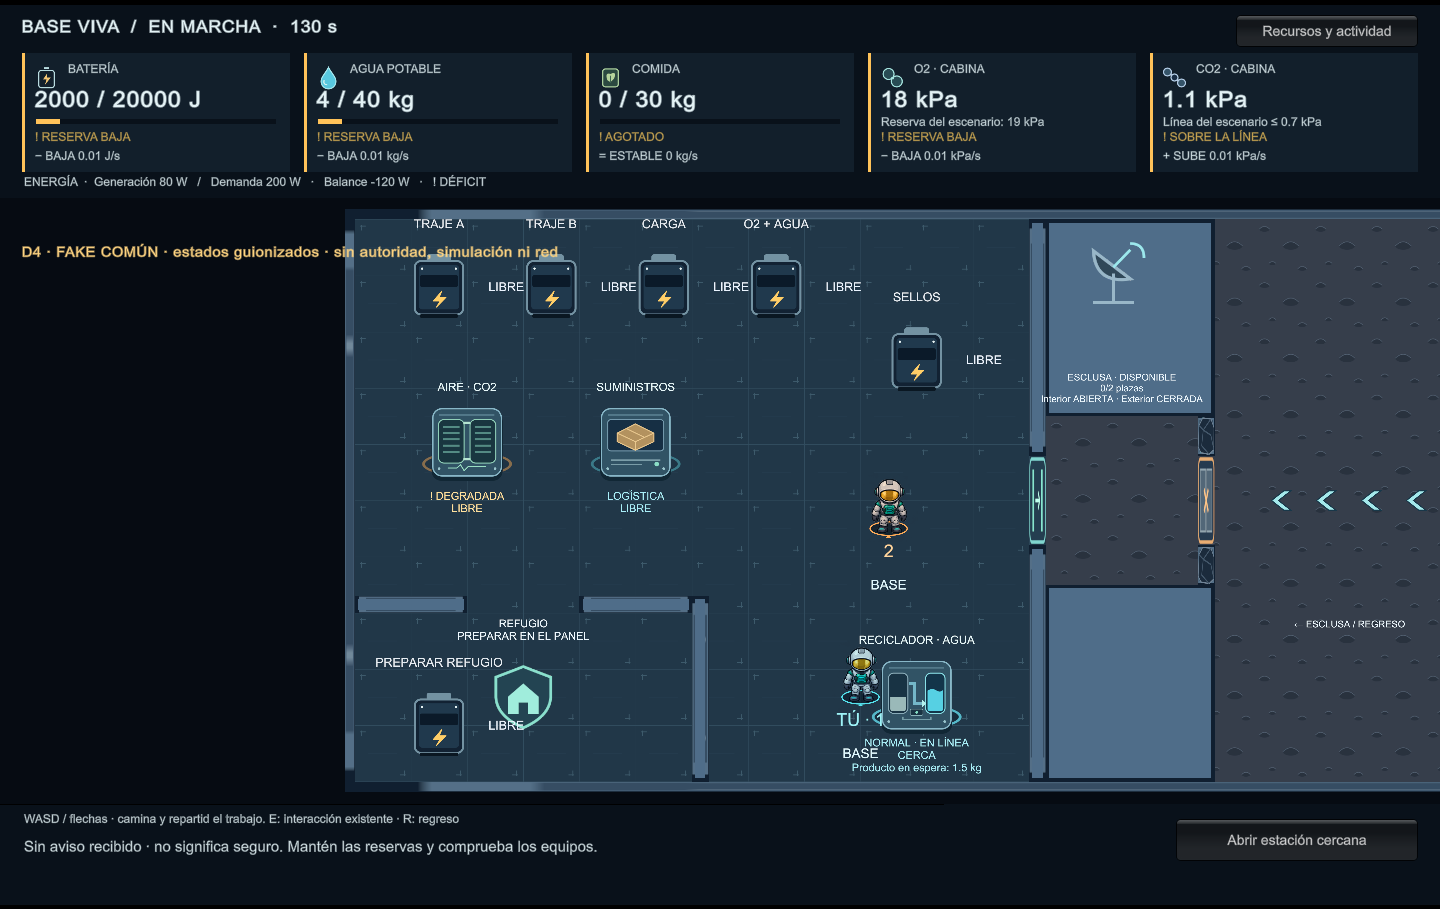 BASE VIVA / EN MARCHA · 130 s
Recursos y actividad
BATERÍA
2000 / 20000 J
! RESERVA BAJA
− BAJA 0.01 J/s
AGUA POTABLE
4 / 40 kg
! RESERVA BAJA
− BAJA 0.01 kg/s
COMIDA
0 / 30 kg
! AGOTADO
= ESTABLE 0 kg/s
O2 · CABINA
18 kPa
Reserva del escenario: 19 kPa
! RESERVA BAJA
− BAJA 0.01 kPa/s
CO2 · CABINA
1.1 kPa
Línea del escenario ≤ 0.7 kPa
! SOBRE LA LÍNEA
+ SUBE 0.01 kPa/s
ENERGÍA · Generación 80 W / Demanda 200 W · Balance -120 W · ! DÉFICIT
TRAJE A
TRAJE B
CARGA
O2 + AGUA
D4 · FAKE COMÚN · estados guionizados · sin autoridad, simulación ni red
LIBRE
LIBRE
LIBRE
LIBRE
SELLOS
LIBRE
AIRE · CO2
SUMINISTROS
ESCLUSA · DISPONIBLE
0/2 plazas
Interior ABIERTA · Exterior CERRADA
! DEGRADADA
LIBRE
LOGÍSTICA
LIBRE
2
BASE
REFUGIO
PREPARAR EN EL PANEL
← ESCLUSA / REGRESO
RECICLADOR · AGUA
PREPARAR REFUGIO
LIBRE
TÚ · 1
BASE
NORMAL · EN LÍNEA
CERCA
Producto en espera: 1.5 kg
WASD / flechas · camina y repartid el trabajo. E: interacción existente · R: regreso
Sin aviso recibido · no significa seguro. Mantén las reservas y comprueba los equipos.
Abrir estación cercana